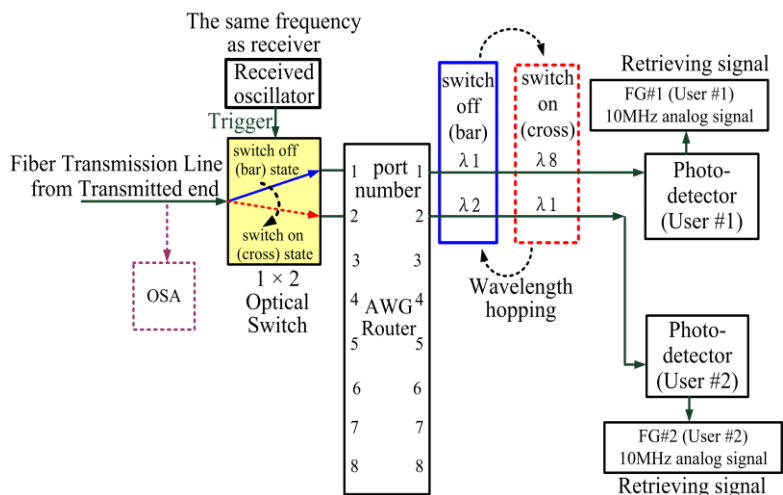 The same frequency
as receiver
Received
oscillator
Trigger
Fiber Transmission Line
from Transmitted end
switch off
(bar) state
switch on
(cross) state
1 × 2
Optical
Switch
OSA
port
number
1 1
2 2
3 3
4 4
5 5
6 6
7 7
8 8
AWG
Router
switch
off
(bar)
λ1
λ2
switch
on
(cross)
λ8
λ1
Wavelength
hopping
Retrieving signal
FG#1 (User #1)
10MHz analog signal
Photo-
detector
(User #1)
Photo-
detector
(User #2)
FG#2 (User #2)
10MHz analog signal
Retrieving signal